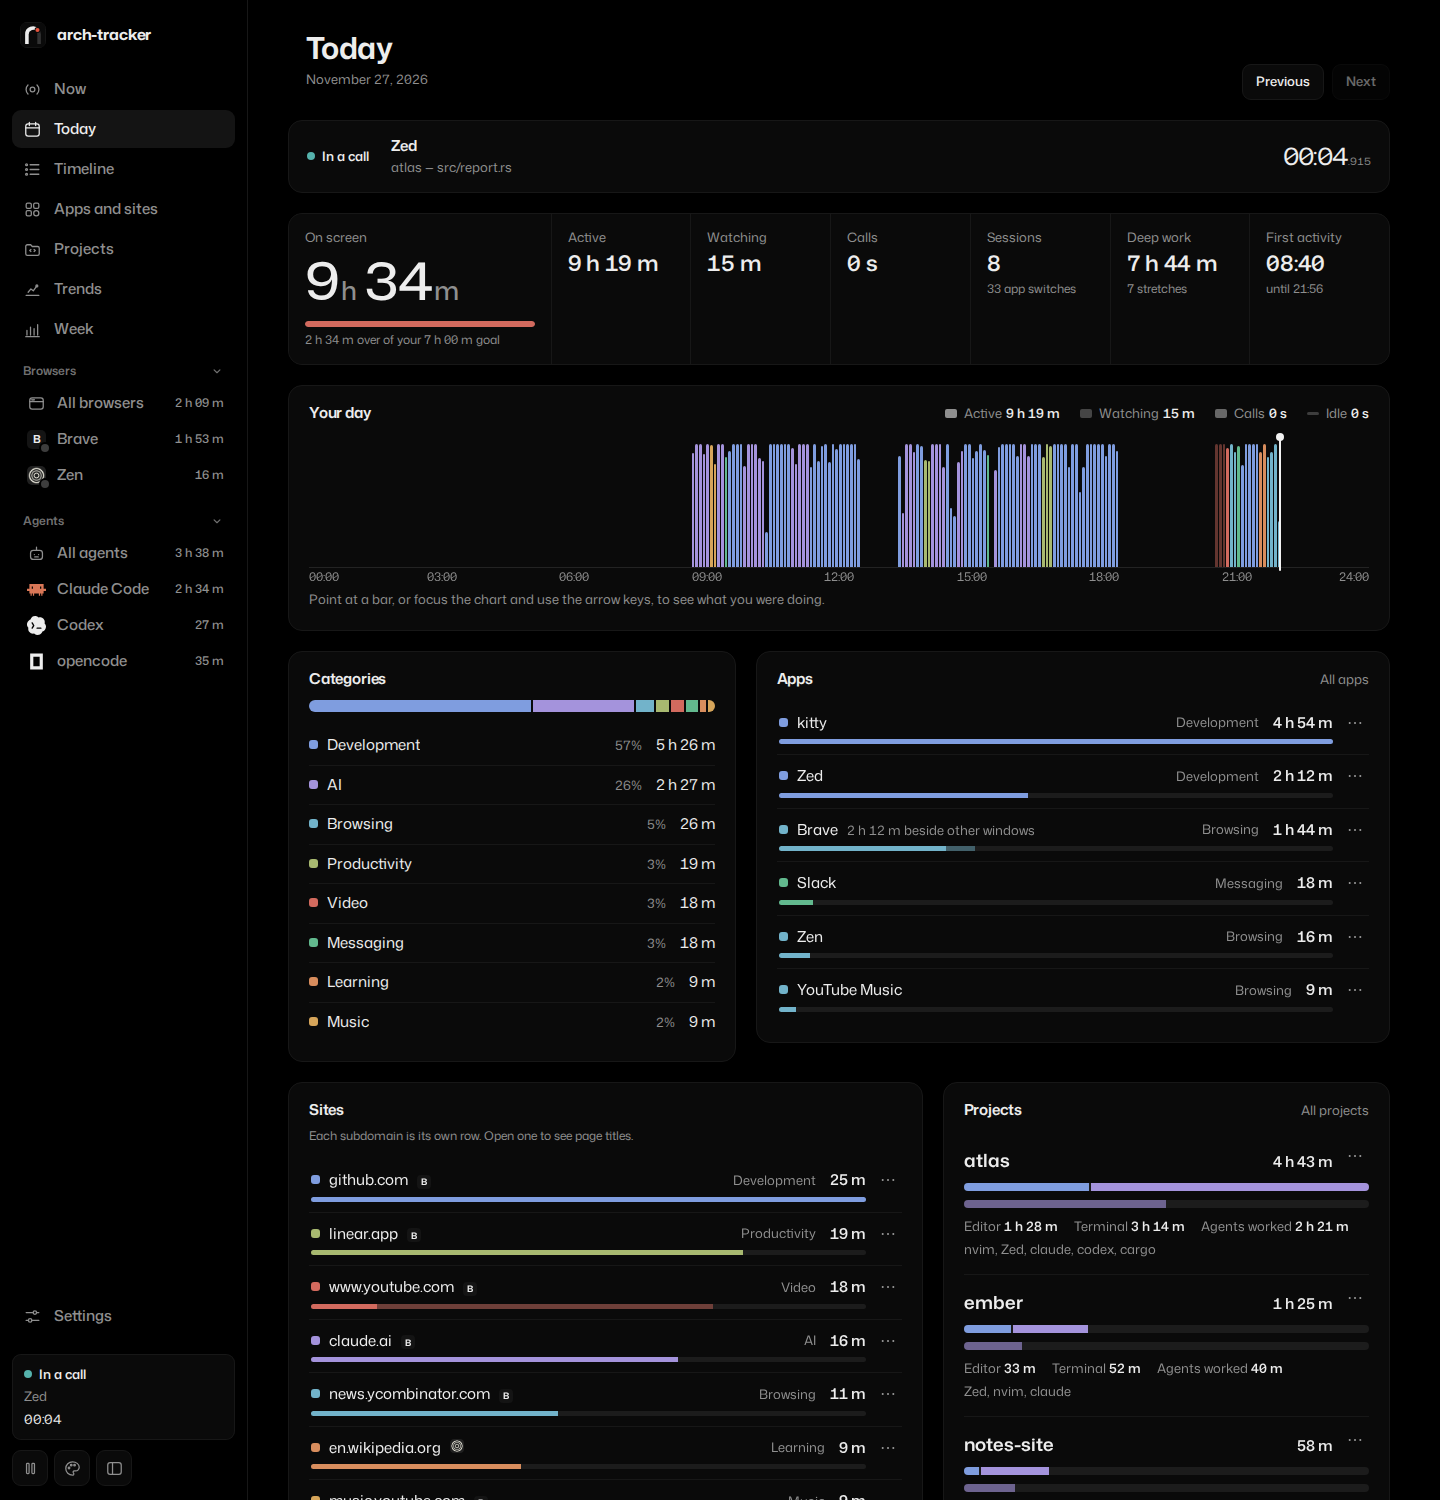 arch-tracker
Now
Today
Timeline
Apps and sites
Projects
Trends
Week
Browsers
All browsers 2 h 09 m
B Brave 1 h 53 m
Zen 16 m
Agents
All agents 3 h 38 m
Claude Code 2 h 34 m
Codex 27 m
opencode 35 m
Settings
In a call
Zed
00:04
Today
November 27, 2026
Previous Next
In a call
Zed
atlas — src/report.rs
00:04.915
On screen
9 h 34 m
2 h 34 m over of your 7 h 00 m goal
Active
9 h 19 m
Watching
15 m
Calls
0 s
Sessions
8
33 app switches
Deep work
7 h 44 m
7 stretches
First activity
08:40
until 21:56
Your day
Active 9 h 19 m Watching 15 m Calls 0 s Idle 0 s
00:00 03:00 06:00 09:00 12:00 15:00 18:00 21:00 24:00
Point at a bar, or focus the chart and use the arrow keys, to see what you were doing.
Categories
Development 57% 5 h 26 m
AI 26% 2 h 27 m
Browsing 5% 26 m
Productivity 3% 19 m
Video 3% 18 m
Messaging 3% 18 m
Learning 2% 9 m
Music 2% 9 m
Apps All apps
kitty Development 4 h 54 m ...
Zed Development 2 h 12 m ...
Brave 2 h 12 m beside other windows Browsing 1 h 44 m ...
Slack Messaging 18 m ...
Zen Browsing 16 m ...
YouTube Music Browsing 9 m ...
Sites
Each subdomain is its own row. Open one to see page titles.
github.com B Development 25 m ...
linear.app B Productivity 19 m ...
www.youtube.com B Video 18 m ...
claude.ai B AI 16 m ...
news.ycombinator.com B Browsing 11 m ...
en.wikipedia.org Learning 9 m ...
music.youtube.com Music 9 m
Projects All projects
atlas 4 h 43 m ...
Editor 1 h 28 m Terminal 3 h 14 m Agents worked 2 h 21 m
nvim, Zed, claude, codex, cargo
ember 1 h 25 m ...
Editor 33 m Terminal 52 m Agents worked 40 m
Zed, nvim, claude
notes-site 58 m ...